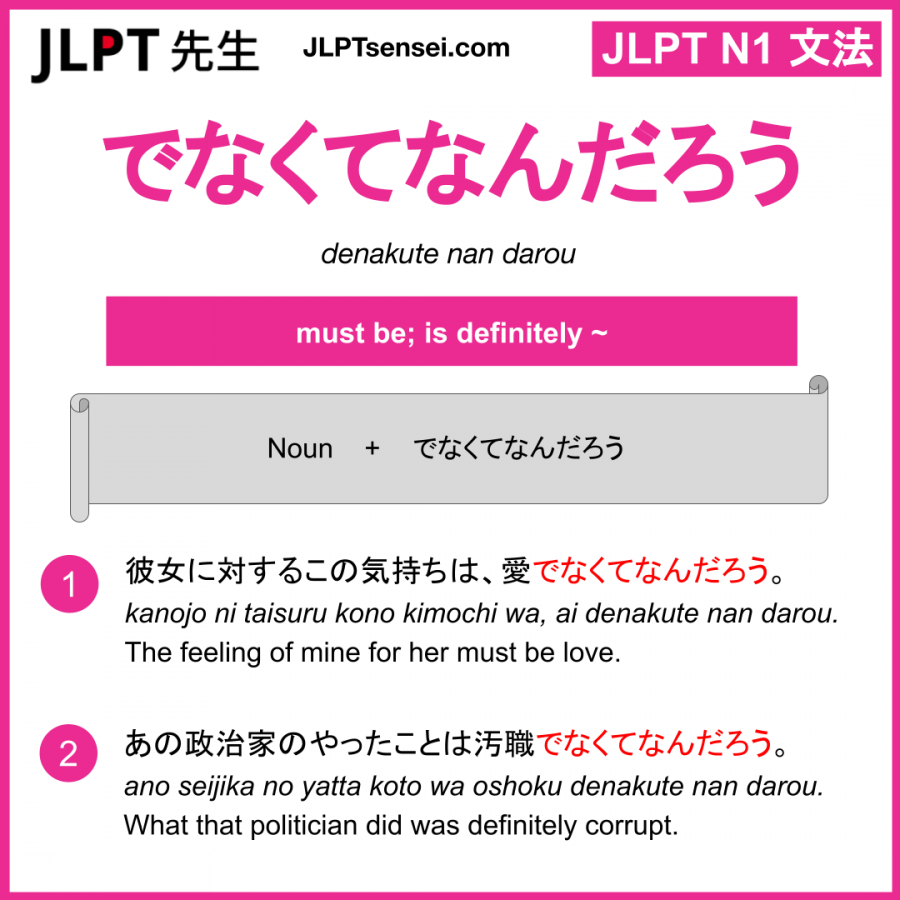 JLPT 先生 JLPTsensei.com JLPT N1 文法
でなくてなんだろう
denakute nan darou
must be; is definitely ~
Noun + でなくてなんだろう
1 彼女に対するこの気持ちは、愛でなくてなんだろう。
kanojo ni taisuru kono kimochi wa, ai denakute nan darou.
The feeling of mine for her must be love.
2 あの政治家のやったことは汚職でなくてなんだろう。
ano seijika no yatta koto wa oshoku denakute nan darou.
What that politician did was definitely corrupt.